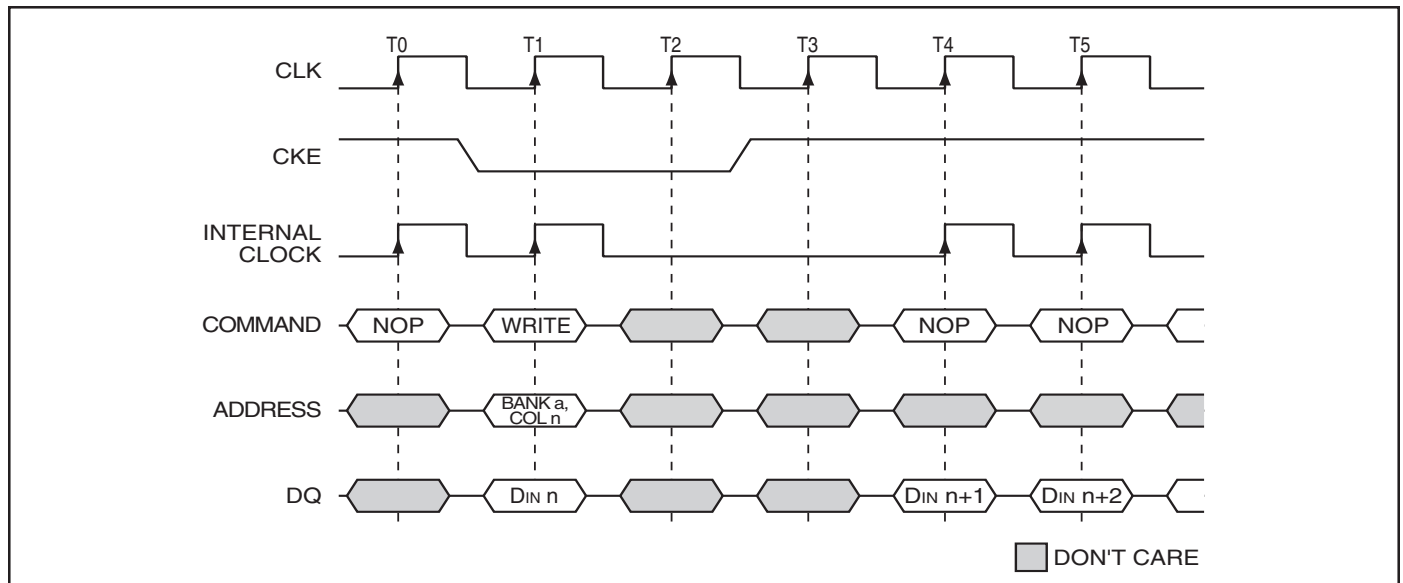 T0 T1 T2 T3 T4 T5
CLK
CKE
INTERNAL
CLOCK
COMMAND NOP WRITE NOP NOP
ADDRESS BANK a,
COL n
DQ DIN n DIN n+1 DIN n+2
DON'T CARE